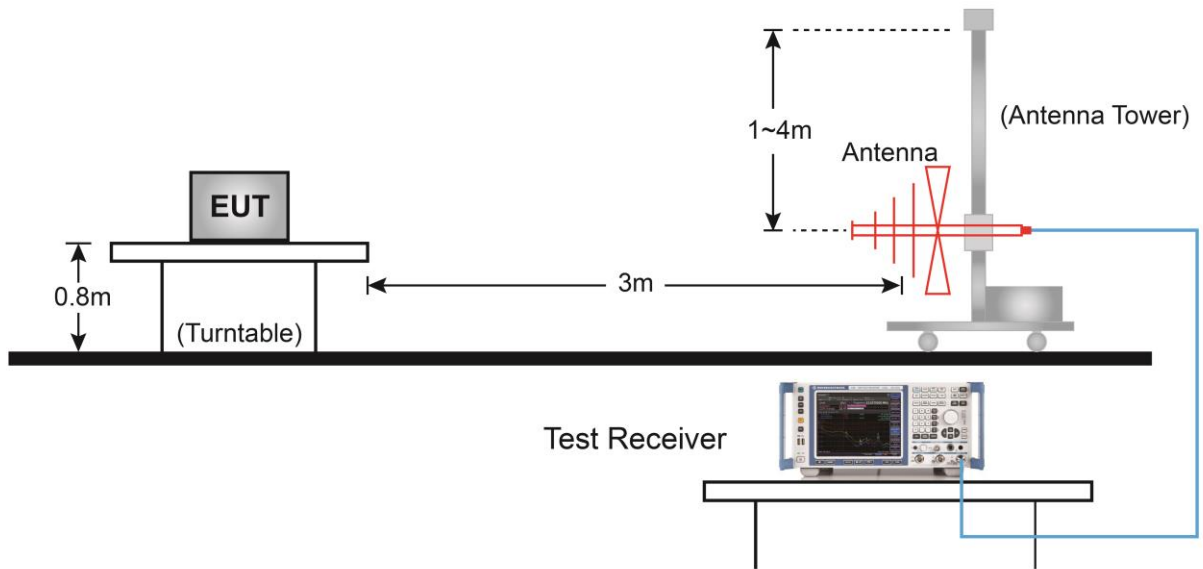 1~4m
(Antenna Tower)
Antenna
EUT
0.8m
3m
(Turntable)
Test Receiver